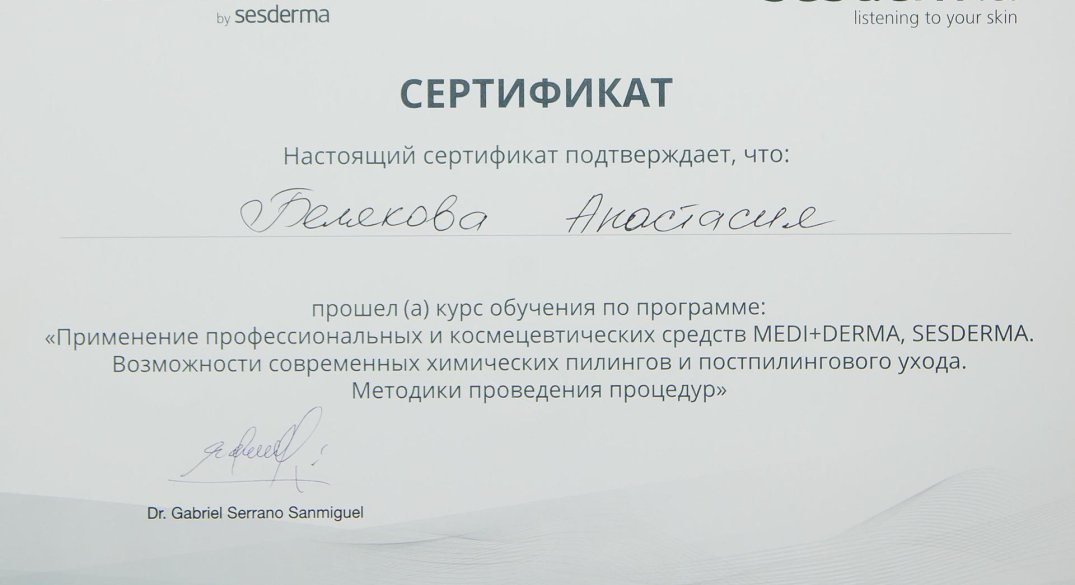 by sesderma
listening to your skin
СЕРТИФИКАТ
Настоящий сертификат подтверждает, что:
Белекова Анастасия
прошел (а) курс обучения по программе:
«Применение профессиональных и космецевтических средств MEDI+DERMA, SESDERMA.
Возможности современных химических пилингов и постпилингового ухода.
Методики проведения процедур»
Dr. Gabriel Serrano Sanmiguel